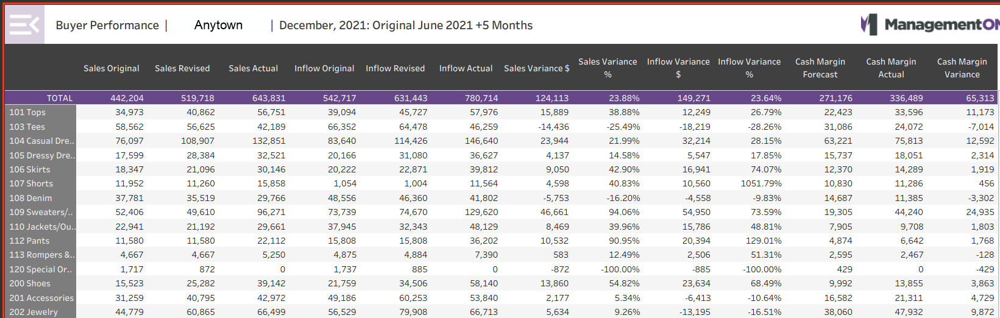 Buyer Performance | Anytown | December, 2021: Original June 2021 +5 Months ManagementON
Sales Original Sales Revised Sales Actual Inflow Original Inflow Revised Inflow Actual Sales Variance $ Sales Variance % Inflow Variance $ Inflow Variance % Cash Margin Forecast Cash Margin Actual Cash Margin Variance
TOTAL 442,204 519,718 643,831 542,717 631,443 780,714 124,113 23.88% 149,271 23.64% 271,176 336,489 65,313
101 Tops 34,973 40,862 56,751 39,094 45,727 57,976 15,889 38.88% 12,249 26.79% 22,423 33,596 11,173
103 Tees 58,562 56,625 42,189 66,352 64,478 46,259 -14,436 -25.49% -18,219 -28.26% 31,086 24,072 -7,014
104 Casual Dre.. 76,097 108,907 132,851 83,640 114,426 146,640 23,944 21.99% 32,214 28.15% 63,221 75,813 12,592
105 Dressy Dre.. 17,599 28,384 32,521 20,166 31,080 36,627 4,137 14.58% 5,547 17.85% 15,737 18,051 2,314
106 Skirts 18,347 21,096 30,146 20,222 22,871 39,812 9,050 42.90% 16,941 74.07% 12,370 14,289 1,919
107 Shorts 11,952 11,260 15,858 1,054 1,004 11,564 4,598 40.83% 10,560 1051.79% 10,830 11,286 456
108 Denim 37,781 35,519 29,766 48,556 46,360 41,802 -5,753 -16.20% -4,558 -9.83% 14,687 11,385 -3,302
109 Sweaters/.. 52,406 49,610 96,271 73,739 74,670 129,620 46,661 94.06% 54,950 73.59% 19,305 44,240 24,935
110 Jackets/Ou.. 22,941 21,192 29,661 37,945 32,343 48,129 8,469 39.96% 15,786 48.81% 7,905 9,708 1,803
112 Pants 11,580 11,580 22,112 15,808 15,808 36,202 10,532 90.95% 20,394 129.01% 4,874 6,642 1,768
113 Rompers &.. 4,667 4,667 5,250 4,875 4,884 7,390 583 12.49% 2,506 51.31% 2,595 2,467 -128
120 Special Or.. 1,717 872 0 1,737 885 0 -872 -100.00% -885 -100.00% 429 0 -429
200 Shoes 15,523 25,282 39,142 21,759 34,506 58,140 13,860 54.82% 23,634 68.49% 9,992 13,855 3,863
201 Accessories 31,259 40,795 42,972 49,186 60,253 53,840 2,177 5.34% -6,413 -10.64% 16,582 21,311 4,729
202 Jewelry 44,779 60,865 66,499 56,529 79,908 66,713 5,634 9.26% -13,195 -16.51% 38,060 47,932 9,872